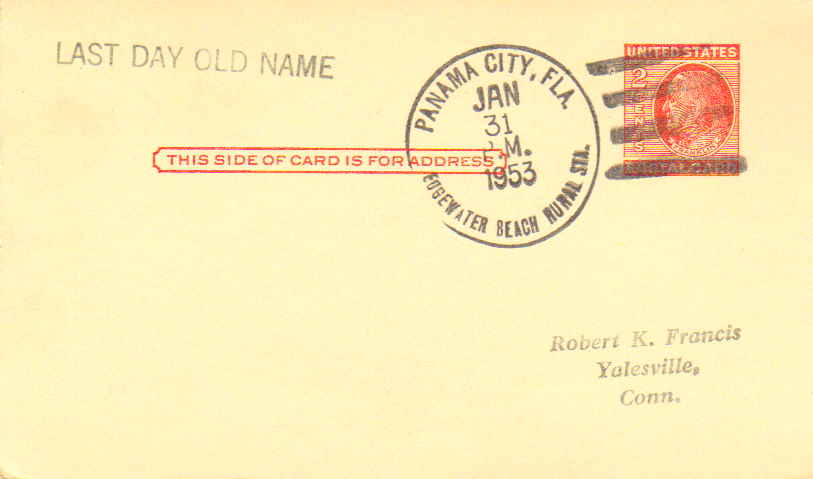 LAST DAY OLD NAME
PANAMA CITY, FLA.
JAN
31
.M.
1953
EDGEWATER BEACH RURAL STA.
UNITED STATES
2
CENTS
FRANKLIN
POSTAL CARD
THIS SIDE OF CARD IS FOR ADDRESS
Robert K. Francis
Yalesville,
Conn.